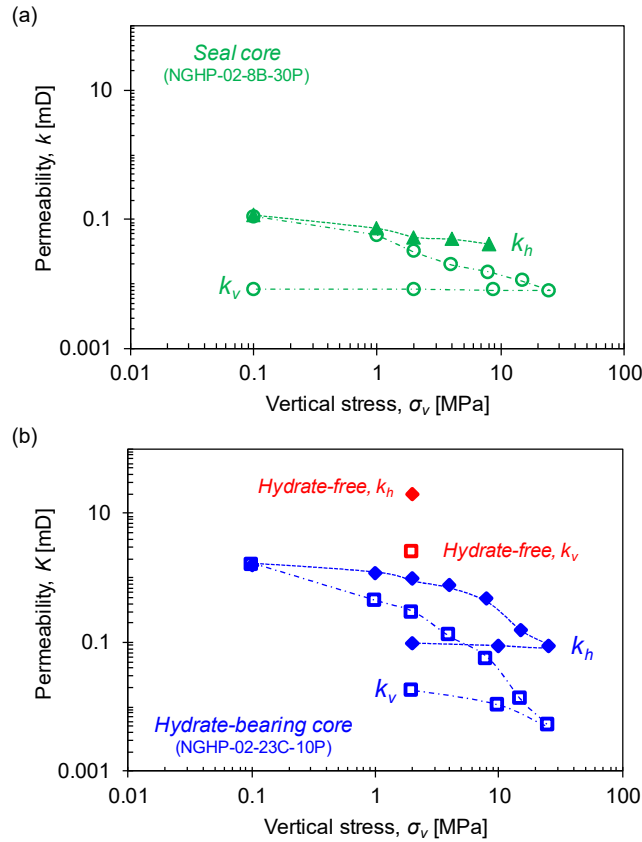 (a)
Seal core
(NGHP-02-8B-30P)
10
0.1
0.001
Permeability, k [mD]
kh
kv
0.01
0.1
1
10
100
Vertical stress, σv [MPa]
(b)
Hydrate-free, kh
Hydrate-free, kv
10
0.1
0.001
Permeability, K [mD]
kh
kv
Hydrate-bearing core
(NGHP-02-23C-10P)
0.01
0.1
1
10
100
Vertical stress, σv [MPa]